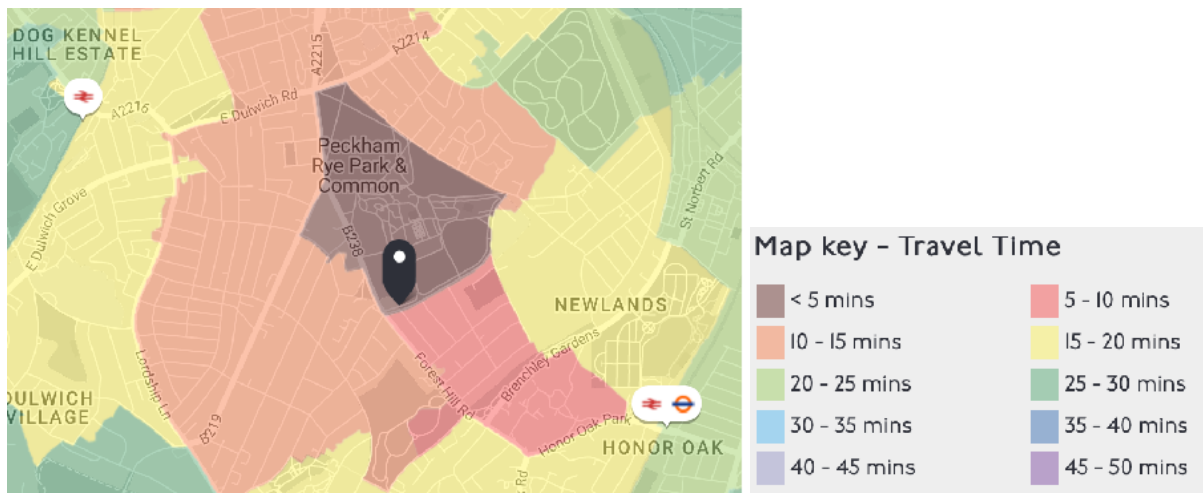 DOG KENNEL
HILL ESTATE
A2215
A2214
A2216
E Dulwich Rd
Peckham
Rye Park &
Common
St Norbert Rd
E Dulwich Grove
B238
NEWLANDS
Lordship Ln
Forest Hill Rd
Brenchley Gardens
DULWICH
VILLAGE
B219
Honor Oak Park
HONOR OAK
Rd
Map key - Travel Time
< 5 mins
5 - 10 mins
10 - 15 mins
15 - 20 mins
20 - 25 mins
25 - 30 mins
30 - 35 mins
35 - 40 mins
40 - 45 mins
45 - 50 mins